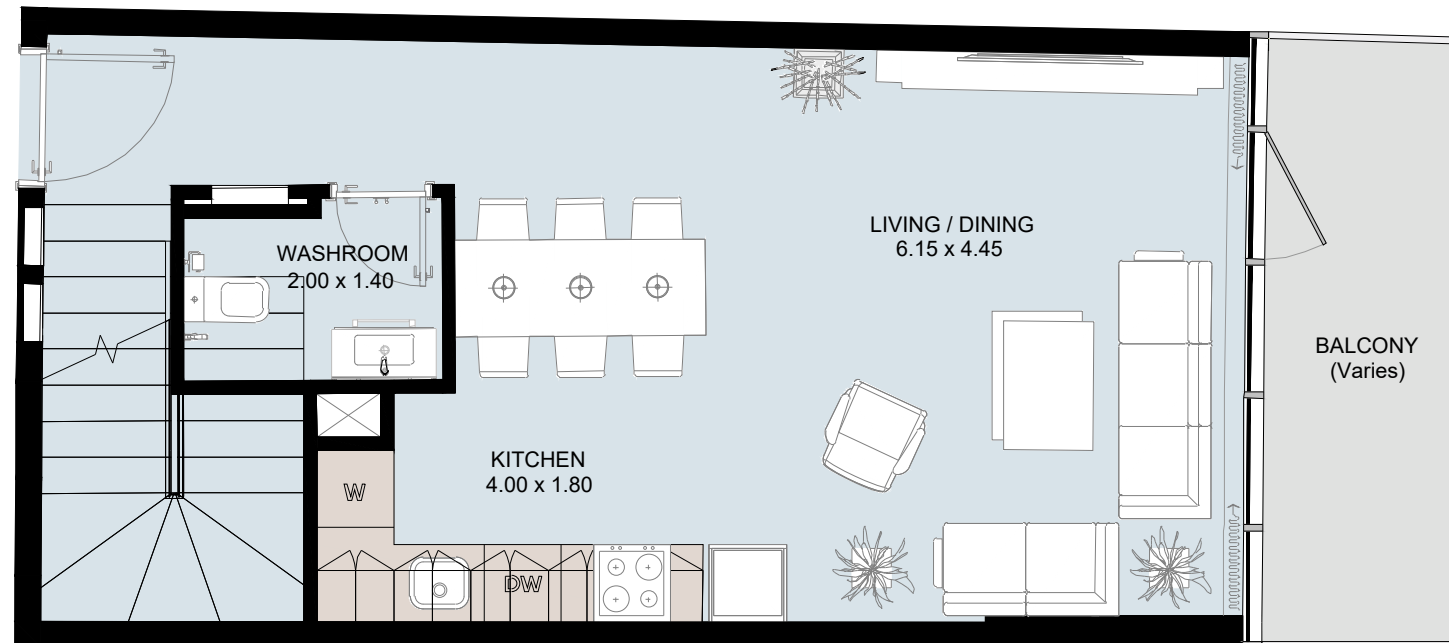 WASHROOM
2.00 x 1.40
LIVING / DINING
6.15 x 4.45
BALCONY
(Varies)
KITCHEN
4.00 x 1.80
W
DW